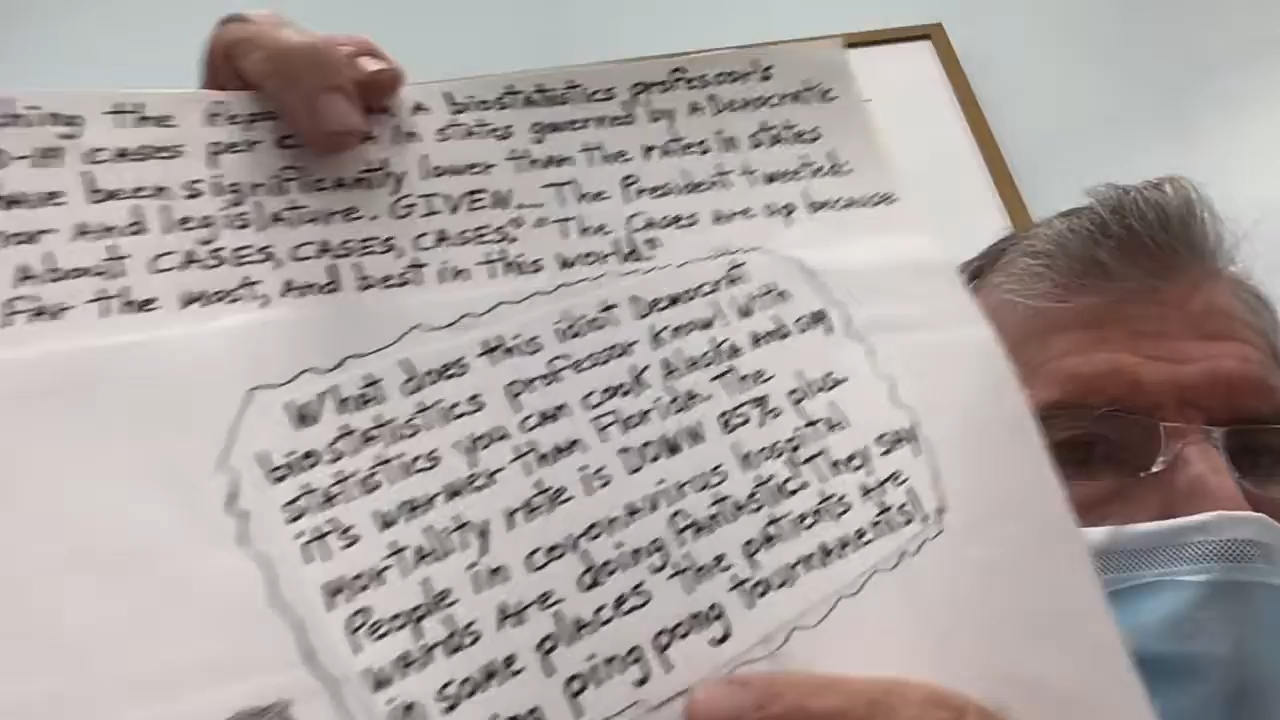 the A biostatistics professor's
CASES per in states governed by A Democratic
been significantly lower than the rates in states
And legislature. GIVEN... The President tweeted:
About CASES, CASES, CASES." "The Cases are up because
For the most, And best in this world."
What does this idiot Democrat
biostatistics professor know! With
statistics you can cook Alaska and say
it's warmer than Florida. The
mortality rate is DOWN 85% plus
People in coronavirus hospital
Are doing fantastic! They say
in some places the patients Are
ping pong tournaments!